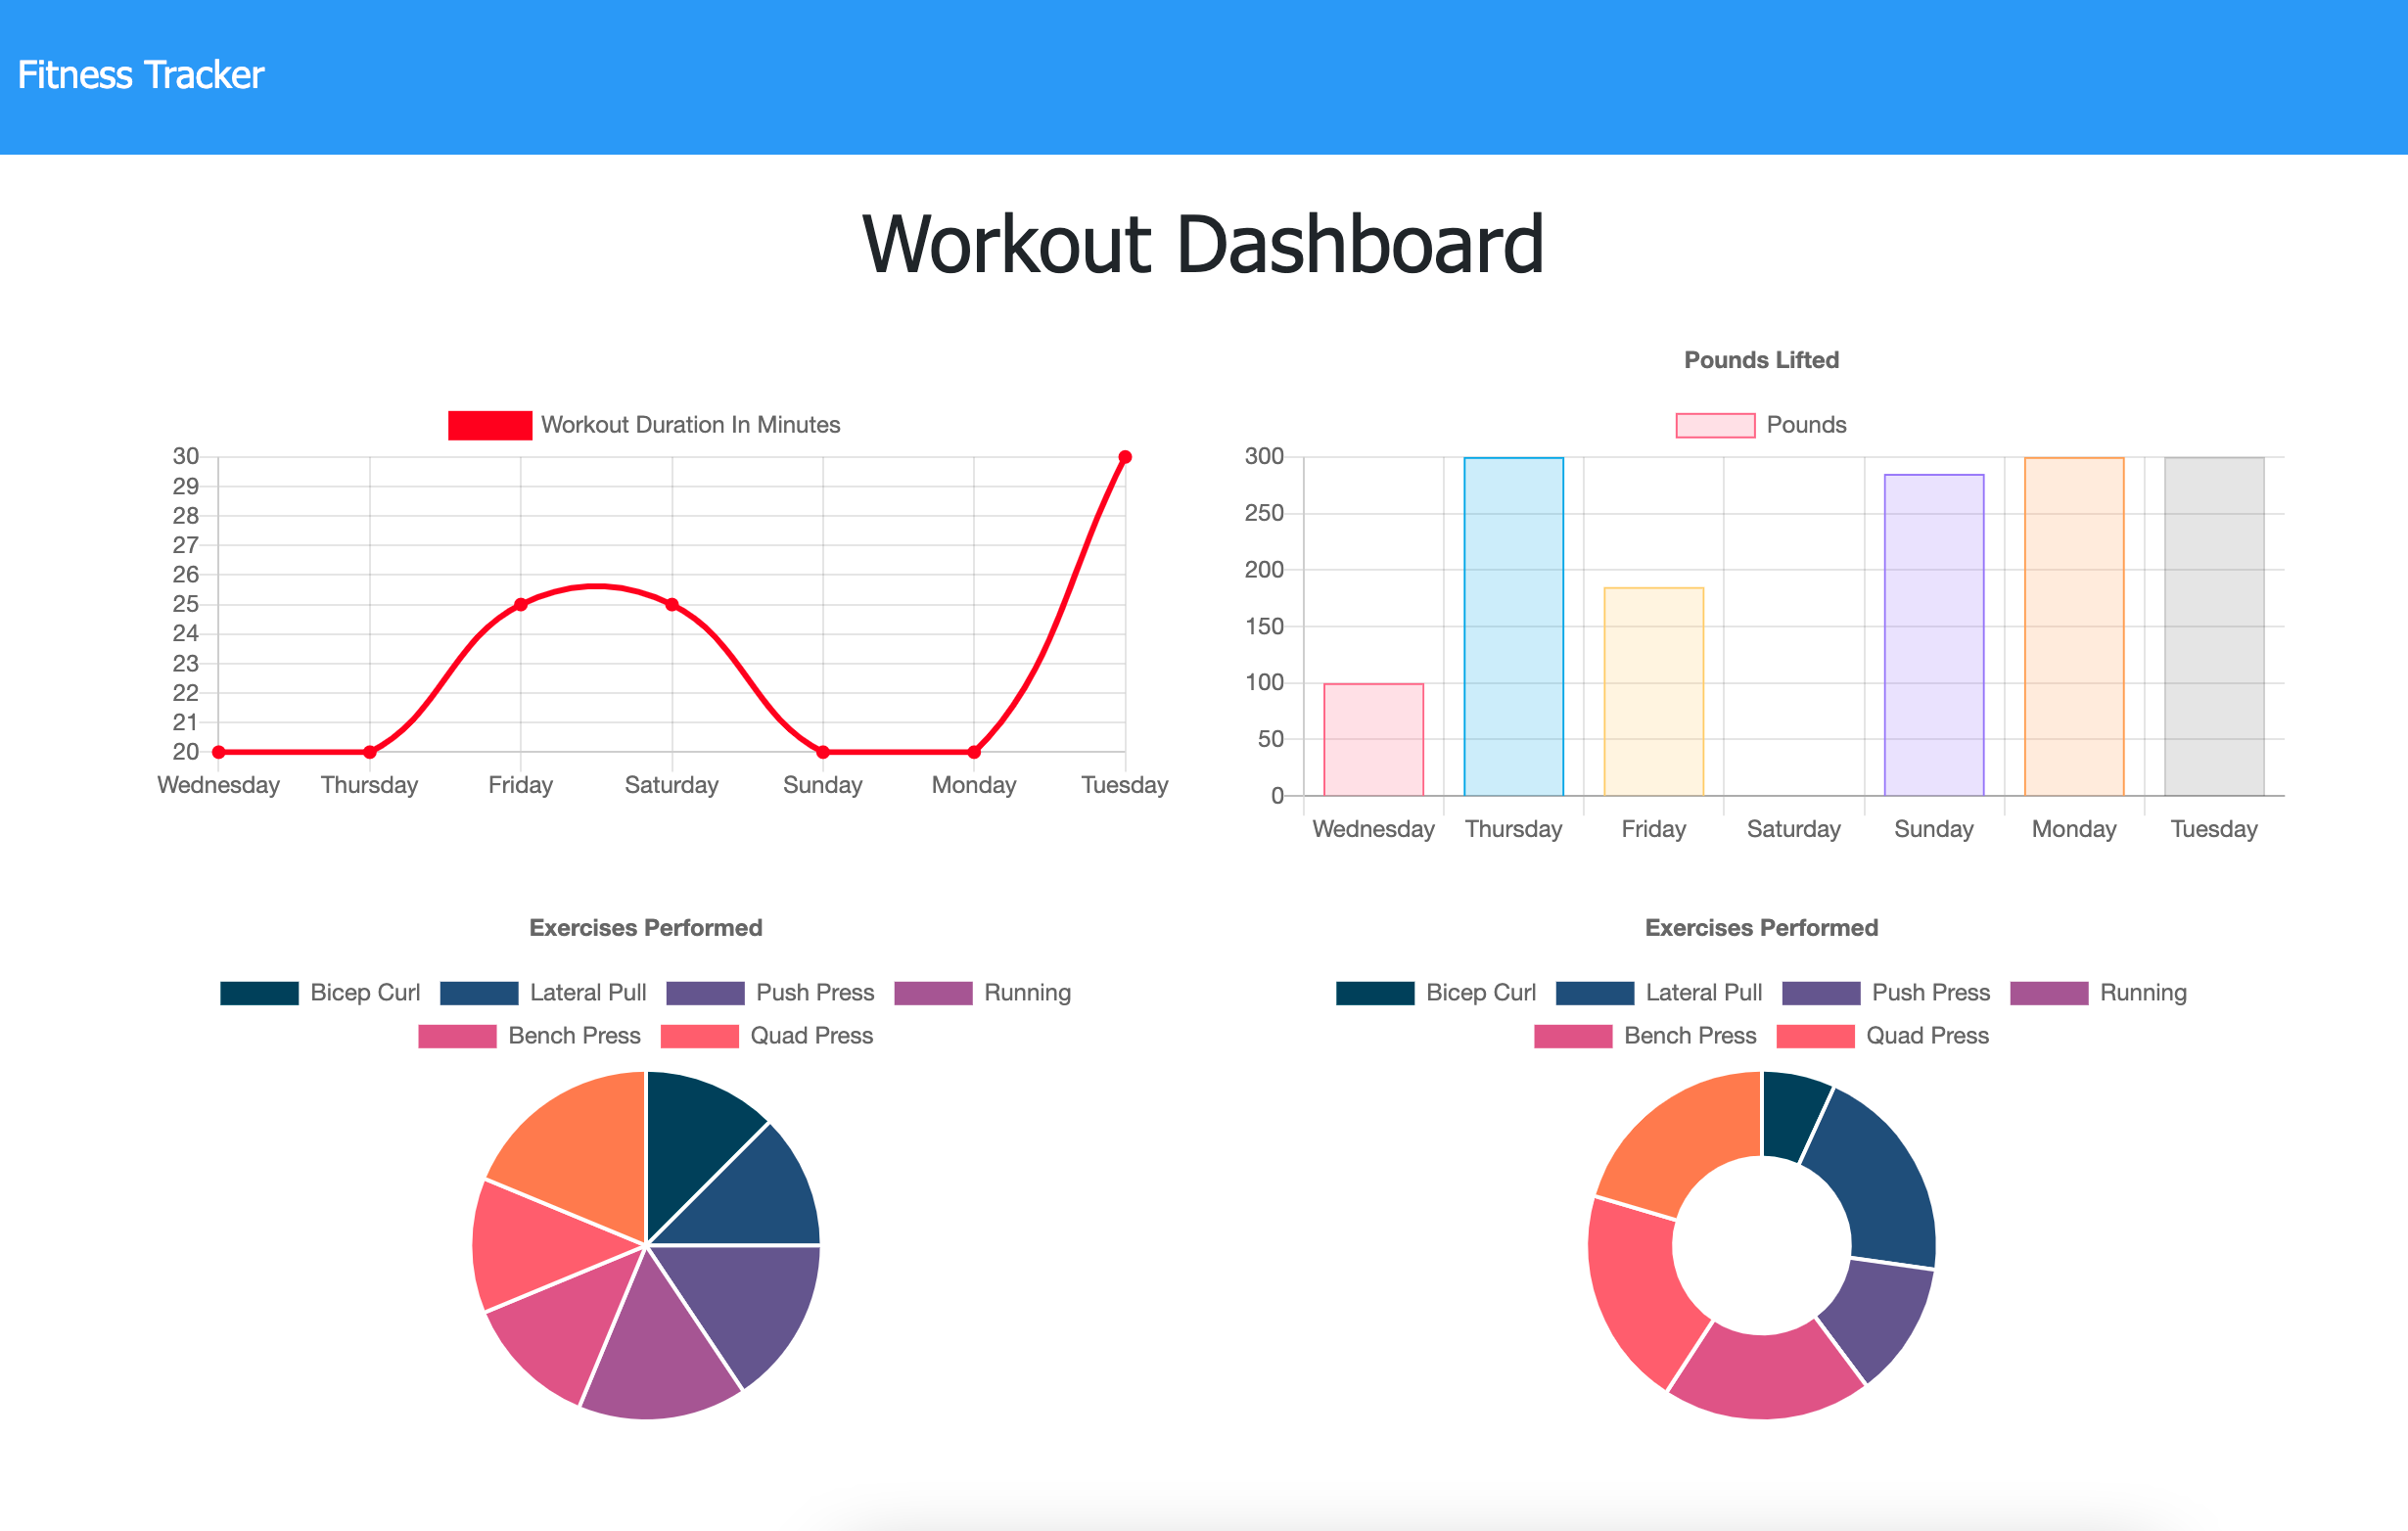 Fitness Tracker
Workout Dashboard
Workout Duration In Minutes
30
29
28
27
26
25
24
23
22
21
20
Wednesday Thursday Friday Saturday Sunday Monday Tuesday
Pounds Lifted
Pounds
300
250
200
150
100
50
0
Wednesday Thursday Friday Saturday Sunday Monday Tuesday
Exercises Performed
Bicep Curl Lateral Pull Push Press Running
Bench Press Quad Press
Exercises Performed
Bicep Curl Lateral Pull Push Press Running
Bench Press Quad Press